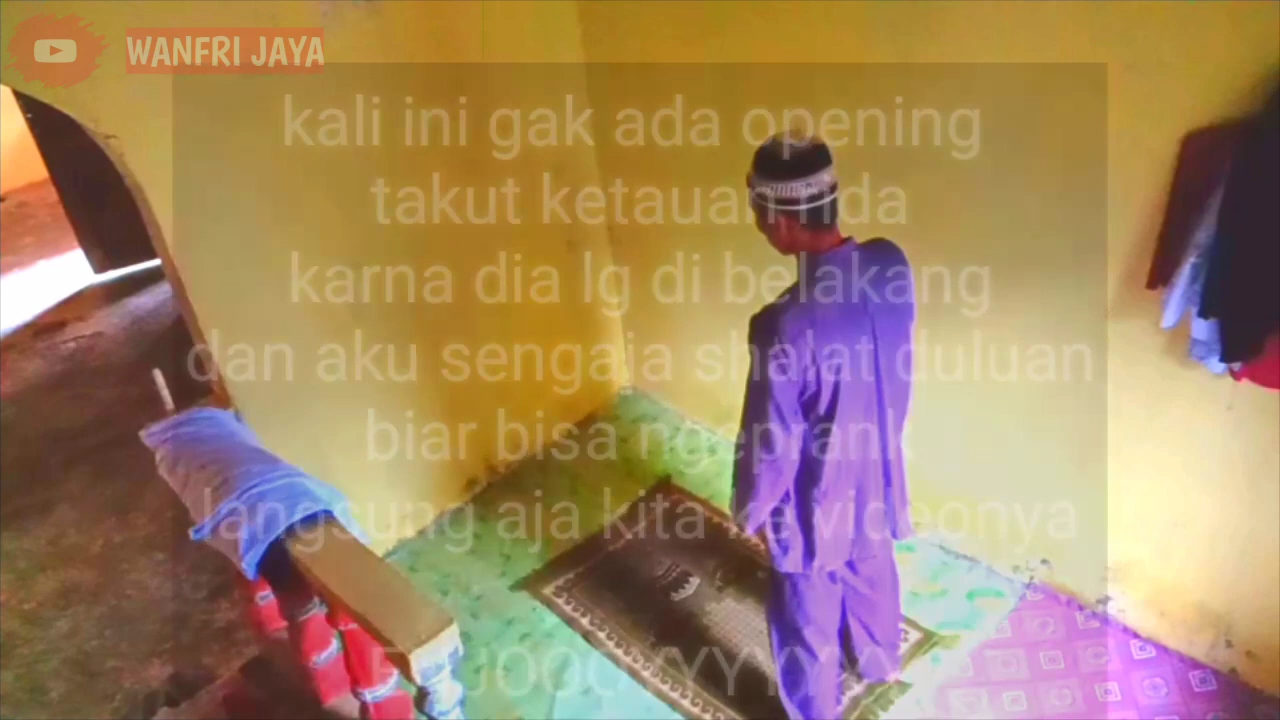 WANFRI JAYA
kali ini gak ada opening
takut ketauan nda
karna dia lg di belakang
dan aku sengaja shalat duluan
biar bisa ngeprank
langsung aja kita ke videonya